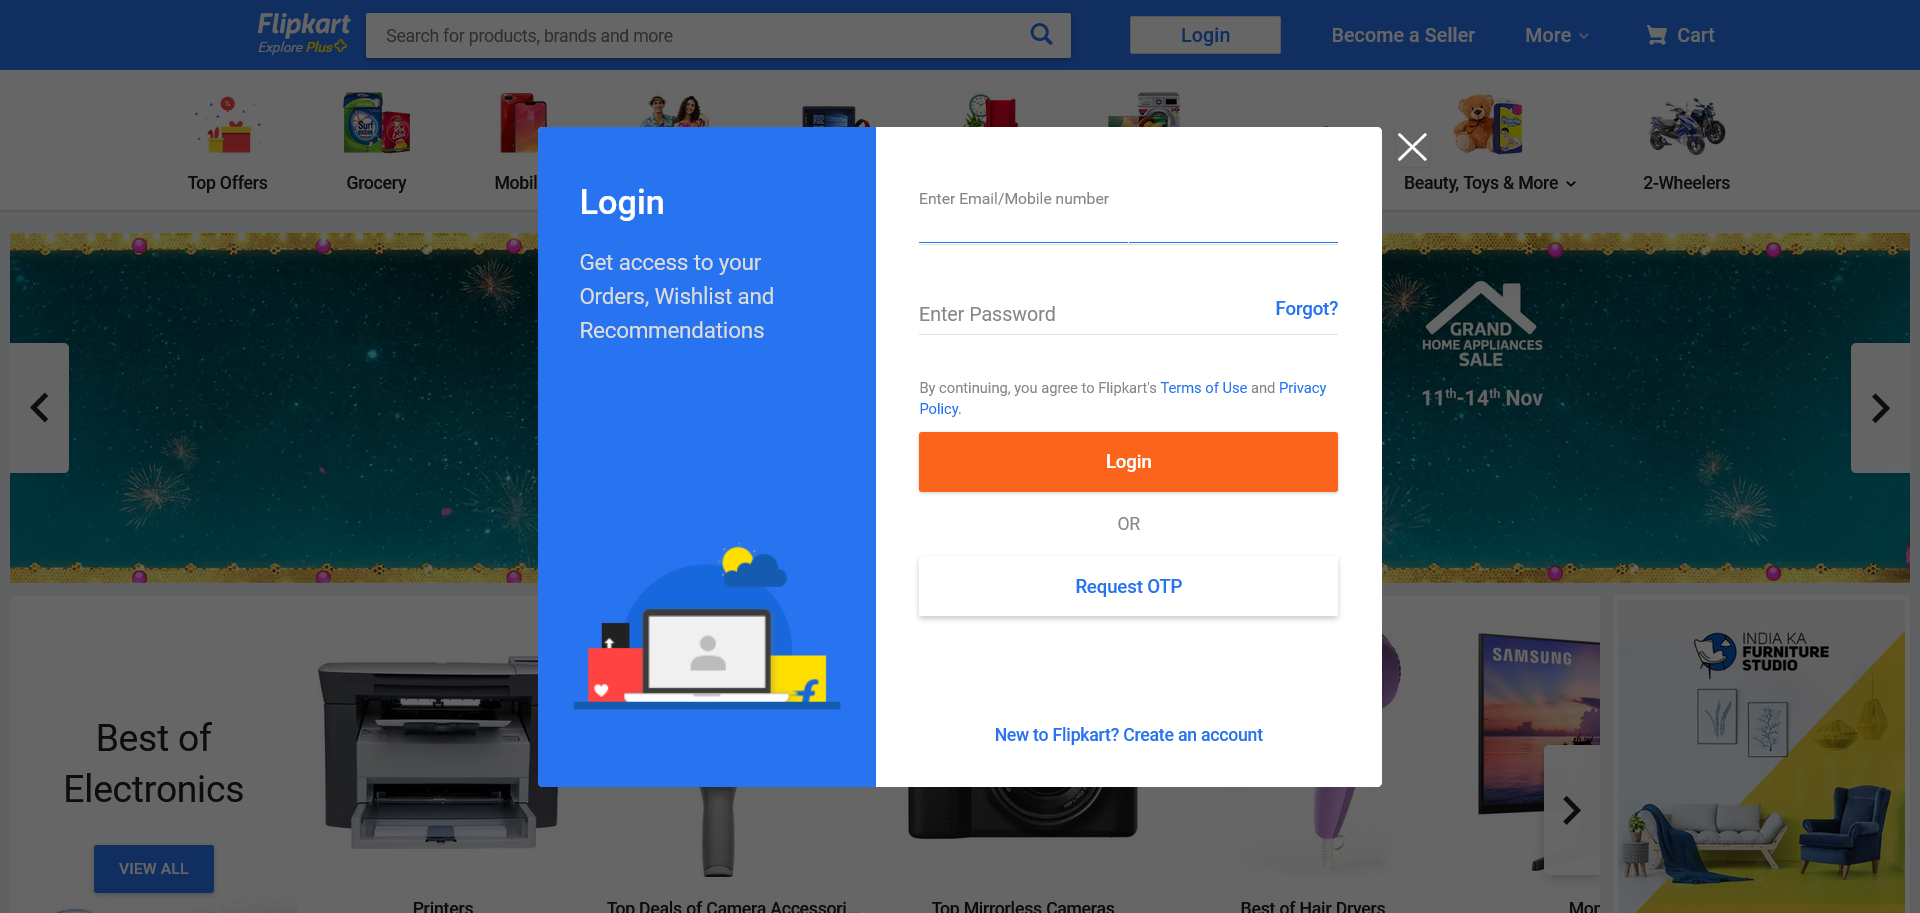 Flipkart
Explore Plus
Search for products, brands and more
Login
Become a Seller
More
Cart
Top Offers
Grocery
Mobil
Beauty, Toys & More
2-Wheelers
Login
Get access to your
Orders, Wishlist and
Recommendations
Enter Email/Mobile number
Enter Password
Forgot?
By continuing, you agree to Flipkart's Terms of Use and Privacy
Policy.
Login
OR
Request OTP
New to Flipkart? Create an account
GRAND
HOME APPLIANCES
SALE
11th-14th Nov
Best of
Electronics
VIEW ALL
SAMSUNG
INDIA KA
FURNITURE
STUDIO
Printers
Top Deals of Camera Accessori...
Top Mirrorless Cameras
Best of Hair Dryers
Mor